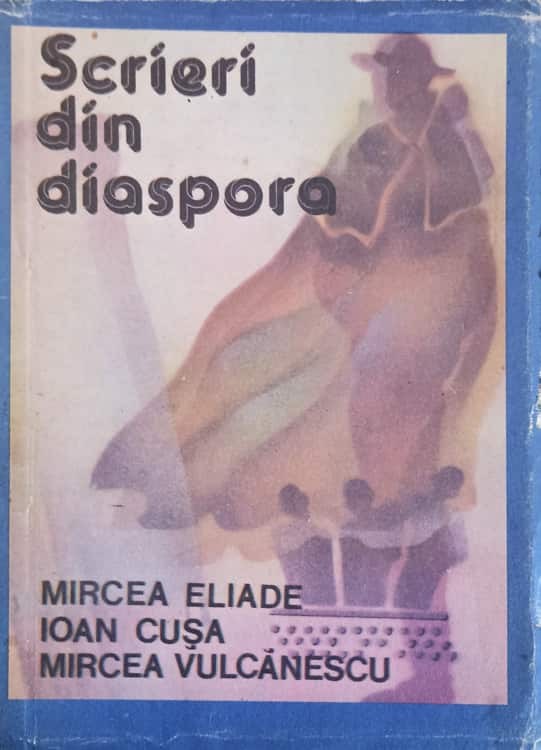 Scrieri
din
diaspora
MIRCEA ELIADE
IOAN CUȘA
MIRCEA VULCĂNESCU